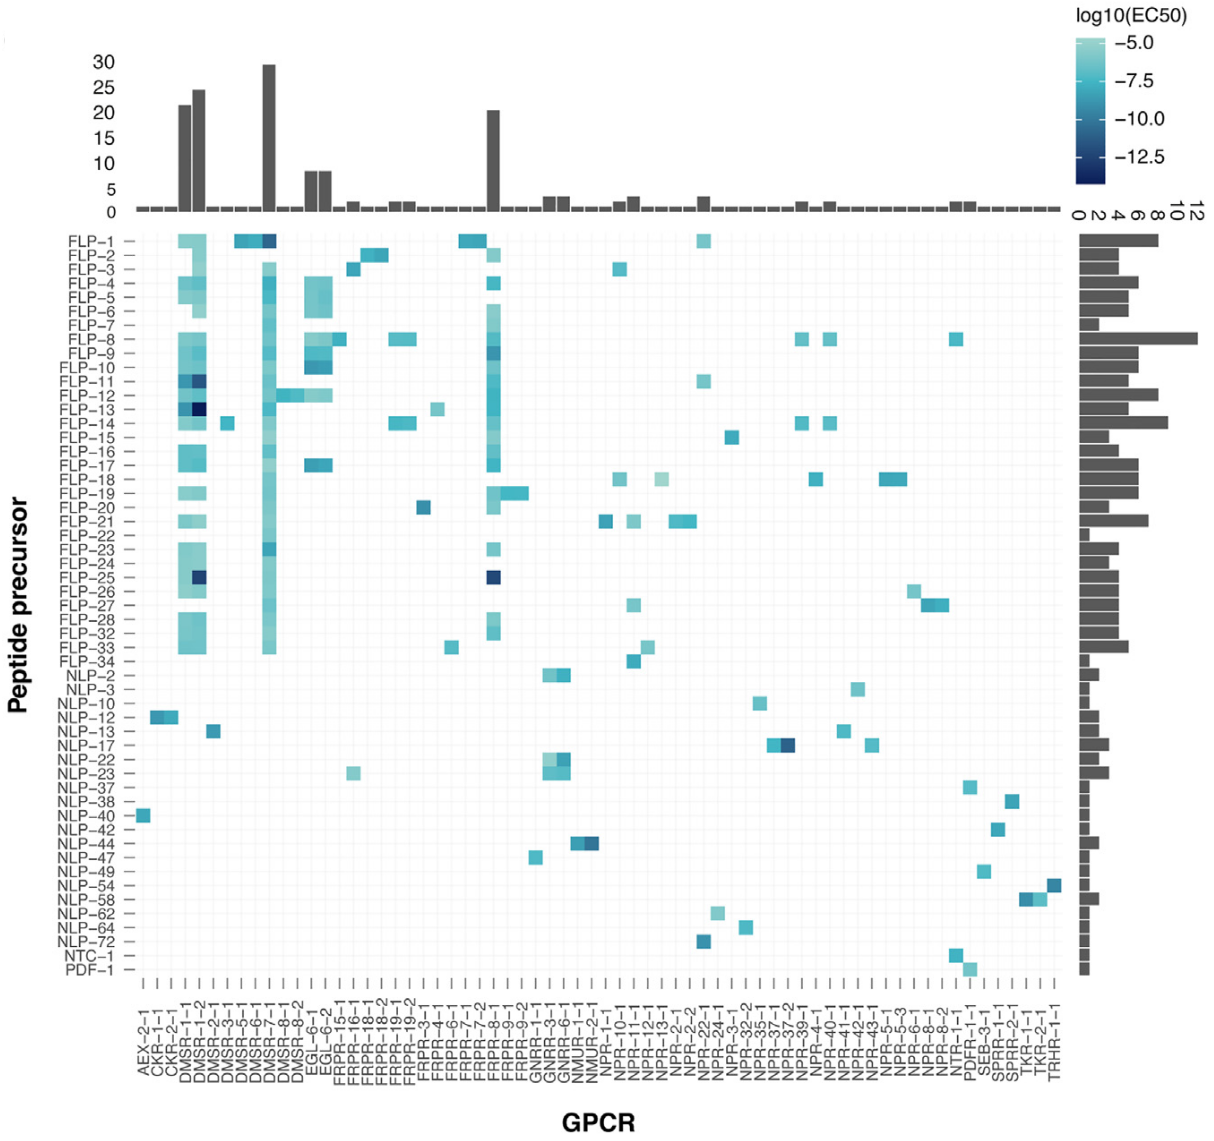 log10(EC50)
−5.0
−7.5
−10.0
−12.5
30
25
20
15
10
5
0
0 2 4 6 8 10 12
FLP−1
FLP−2
FLP−3
FLP−4
FLP−5
FLP−6
FLP−7
FLP−8
FLP−9
FLP−10
FLP−11
FLP−12
FLP−13
FLP−14
FLP−15
FLP−16
FLP−17
FLP−18
FLP−19
FLP−20
FLP−21
FLP−22
FLP−23
FLP−24
FLP−25
FLP−26
FLP−27
FLP−28
FLP−32
FLP−33
FLP−34
NLP−2
NLP−3
NLP−10
NLP−12
NLP−13
NLP−17
NLP−22
NLP−23
NLP−37
NLP−38
NLP−40
NLP−42
NLP−44
NLP−47
NLP−49
NLP−54
NLP−58
NLP−62
NLP−64
NLP−72
NTC−1
PDF−1
Peptide precursor
AEX−2−1
CKR−1−1
CKR−2−1
DMSR−1−1
DMSR−1−2
DMSR−2−1
DMSR−3−1
DMSR−5−1
DMSR−6−1
DMSR−7−1
DMSR−8−1
DMSR−8−2
EGL−6−1
EGL−6−2
FRPR−15−1
FRPR−16−1
FRPR−18−1
FRPR−18−2
FRPR−19−1
FRPR−19−2
FRPR−3−1
FRPR−4−1
FRPR−6−1
FRPR−7−1
FRPR−7−2
FRPR−8−1
FRPR−9−1
FRPR−9−2
GNRR−1−1
GNRR−3−1
GNRR−6−1
NMUR−1−1
NMUR−2−1
NPR−1−1
NPR−10−1
NPR−11−1
NPR−12−1
NPR−13−1
NPR−2−1
NPR−2−2
NPR−22−1
NPR−24−1
NPR−3−1
NPR−32−2
NPR−35−1
NPR−37−1
NPR−37−2
NPR−39−1
NPR−4−1
NPR−40−1
NPR−41−1
NPR−42−1
NPR−43−1
NPR−5−1
NPR−5−3
NPR−6−1
NPR−8−1
NPR−8−2
NTR−1−1
PDFR−1−1
SEB−3−1
SPRR−1−1
SPRR−2−1
TKR−1−1
TKR−2−1
TRHR−1−1
GPCR